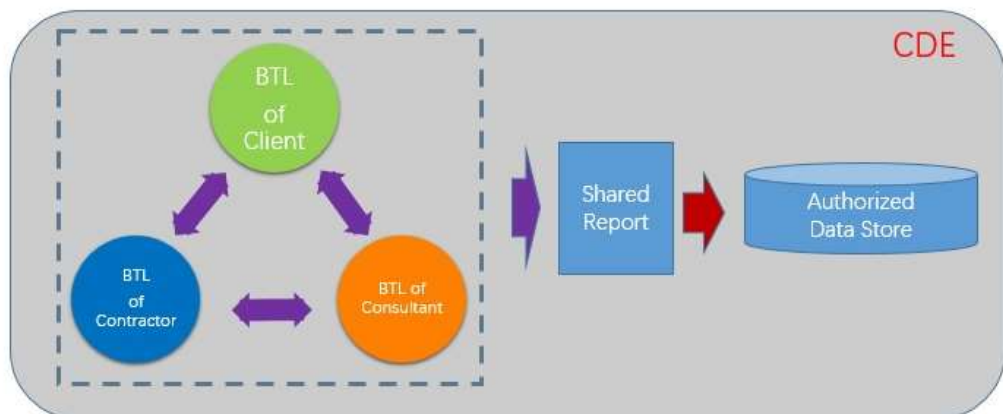 CDE
BTL
of
Client
BTL
of
Contractor
BTL of
Consultant
Shared
Report
Authorized
Data Store